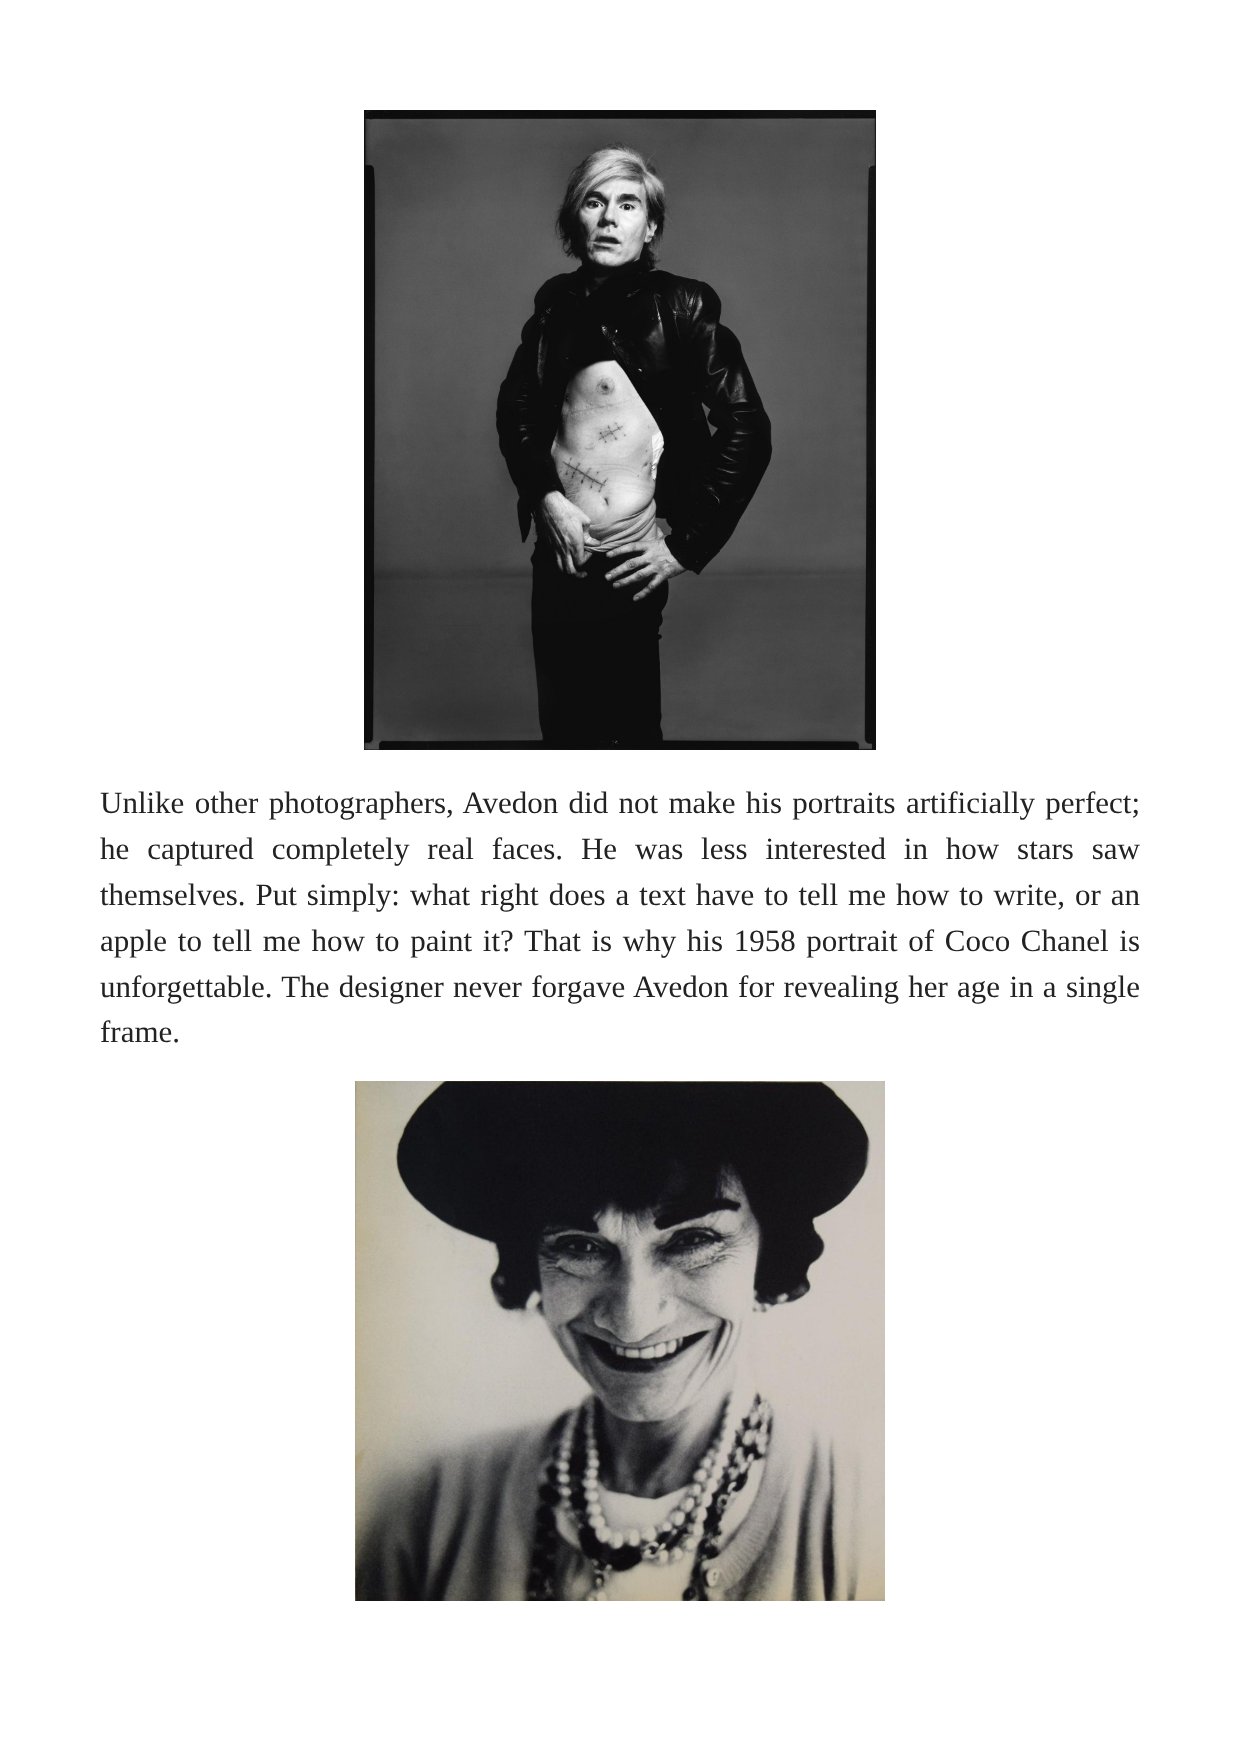 Unlike other photographers, Avedon did not make his portraits artificially perfect;
he captured completely real faces. He was less interested in how stars saw
themselves. Put simply: what right does a text have to tell me how to write, or an
apple to tell me how to paint it? That is why his 1958 portrait of Coco Chanel is
unforgettable. The designer never forgave Avedon for revealing her age in a single
frame.